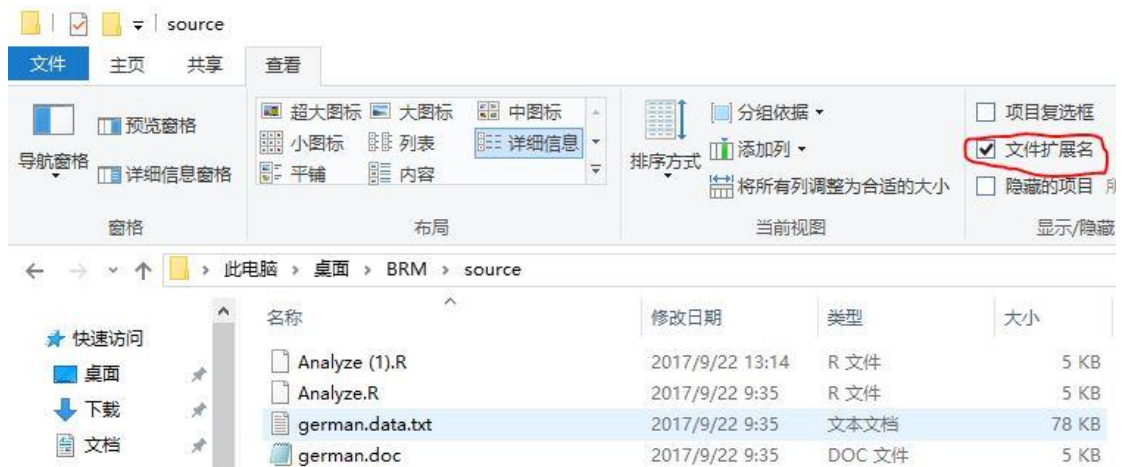 source
文件 主页 共享 查看
导航窗格 预览窗格 详细信息窗格
超大图标 大图标 中图标
小图标 列表 详细信息
平铺 内容
排序方式 分组依据
添加列
将所有列调整为合适的大小
项目复选框
文件扩展名
隐藏的项目
窗格 布局 当前视图 显示/隐藏
此电脑 › 桌面 › BRM › source
名称 修改日期 类型 大小
快速访问
桌面
下载
文档
Analyze (1).R 2017/9/22 13:14 R 文件 5 KB
Analyze.R 2017/9/22 9:35 R 文件 5 KB
german.data.txt 2017/9/22 9:35 文本文档 78 KB
german.doc 2017/9/22 9:35 DOC 文件 5 KB